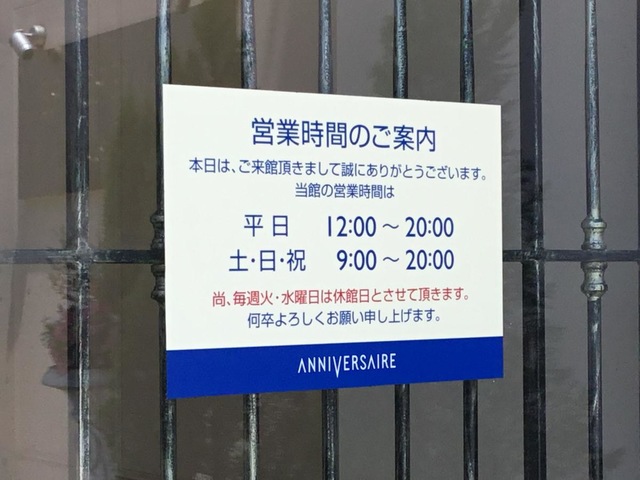 営業時間のご案内
本日は、ご来館頂きまして誠にありがとうございます。
当館の営業時間は
平日 12:00～20:00
土・日・祝 9:00～20:00
尚、毎週火・水曜日は休館日とさせて頂きます。
何卒よろしくお願い申し上げます。
ANNIVERSAIRE